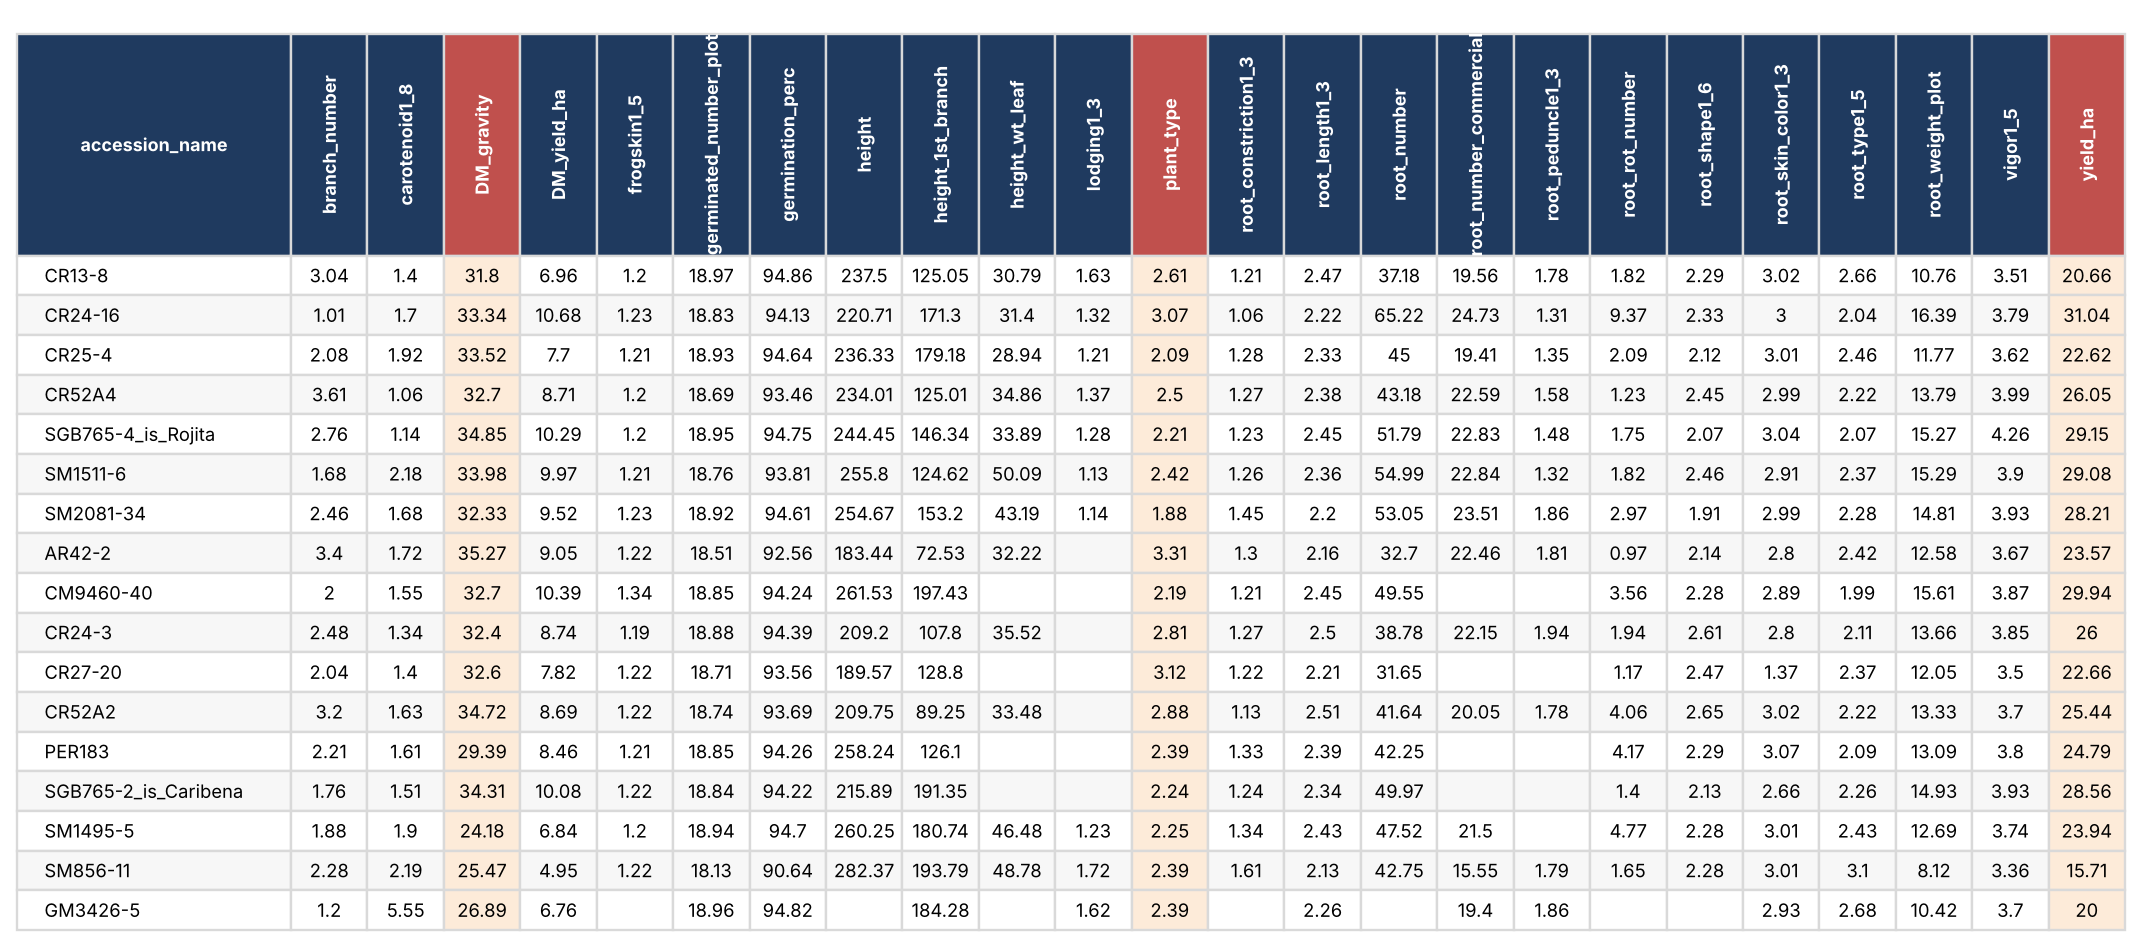 accession_name branch_number carotenoid1_8 DM_gravity DM_yield_ha frogskin1_5 germinated_number_plot germination_perc height height_1st_branch height_wt_leaf lodging1_3 plant_type root_constriction1_3 root_length1_3 root_number root_number_commercial root_peduncle1_3 root_rot_number root_shape1_6 root_skin_color1_3 root_type1_5 root_weight_plot vigor1_5 yield_ha
CR13-8 3.04 1.4 31.8 6.96 1.2 18.97 94.86 237.5 125.05 30.79 1.63 2.61 1.21 2.47 37.18 19.56 1.78 1.82 2.29 3.02 2.66 10.76 3.51 20.66
CR24-16 1.01 1.7 33.34 10.68 1.23 18.83 94.13 220.71 171.3 31.4 1.32 3.07 1.06 2.22 65.22 24.73 1.31 9.37 2.33 3 2.04 16.39 3.79 31.04
CR25-4 2.08 1.92 33.52 7.7 1.21 18.93 94.64 236.33 179.18 28.94 1.21 2.09 1.28 2.33 45 19.41 1.35 2.09 2.12 3.01 2.46 11.77 3.62 22.62
CR52A4 3.61 1.06 32.7 8.71 1.2 18.69 93.46 234.01 125.01 34.86 1.37 2.5 1.27 2.38 43.18 22.59 1.58 1.23 2.45 2.99 2.22 13.79 3.99 26.05
SGB765-4_is_Rojita 2.76 1.14 34.85 10.29 1.2 18.95 94.75 244.45 146.34 33.89 1.28 2.21 1.23 2.45 51.79 22.83 1.48 1.75 2.07 3.04 2.07 15.27 4.26 29.15
SM1511-6 1.68 2.18 33.98 9.97 1.21 18.76 93.81 255.8 124.62 50.09 1.13 2.42 1.26 2.36 54.99 22.84 1.32 1.82 2.46 2.91 2.37 15.29 3.9 29.08
SM2081-34 2.46 1.68 32.33 9.52 1.23 18.92 94.61 254.67 153.2 43.19 1.14 1.88 1.45 2.2 53.05 23.51 1.86 2.97 1.91 2.99 2.28 14.81 3.93 28.21
AR42-2 3.4 1.72 35.27 9.05 1.22 18.51 92.56 183.44 72.53 32.22 3.31 1.3 2.16 32.7 22.46 1.81 0.97 2.14 2.8 2.42 12.58 3.67 23.57
CM9460-40 2 1.55 32.7 10.39 1.34 18.85 94.24 261.53 197.43 2.19 1.21 2.45 49.55 3.56 2.28 2.89 1.99 15.61 3.87 29.94
CR24-3 2.48 1.34 32.4 8.74 1.19 18.88 94.39 209.2 107.8 35.52 2.81 1.27 2.5 38.78 22.15 1.94 1.94 2.61 2.8 2.11 13.66 3.85 26
CR27-20 2.04 1.4 32.6 7.82 1.22 18.71 93.56 189.57 128.8 3.12 1.22 2.21 31.65 1.17 2.47 1.37 2.37 12.05 3.5 22.66
CR52A2 3.2 1.63 34.72 8.69 1.22 18.74 93.69 209.75 89.25 33.48 2.88 1.13 2.51 41.64 20.05 1.78 4.06 2.65 3.02 2.22 13.33 3.7 25.44
PER183 2.21 1.61 29.39 8.46 1.21 18.85 94.26 258.24 126.1 2.39 1.33 2.39 42.25 4.17 2.29 3.07 2.09 13.09 3.8 24.79
SGB765-2_is_Caribena 1.76 1.51 34.31 10.08 1.22 18.84 94.22 215.89 191.35 2.24 1.24 2.34 49.97 1.4 2.13 2.66 2.26 14.93 3.93 28.56
SM1495-5 1.88 1.9 24.18 6.84 1.2 18.94 94.7 260.25 180.74 46.48 1.23 2.25 1.34 2.43 47.52 21.5 4.77 2.28 3.01 2.43 12.69 3.74 23.94
SM856-11 2.28 2.19 25.47 4.95 1.22 18.13 90.64 282.37 193.79 48.78 1.72 2.39 1.61 2.13 42.75 15.55 1.79 1.65 2.28 3.01 3.1 8.12 3.36 15.71
GM3426-5 1.2 5.55 26.89 6.76 18.96 94.82 184.28 1.62 2.39 2.26 19.4 1.86 2.93 2.68 10.42 3.7 20